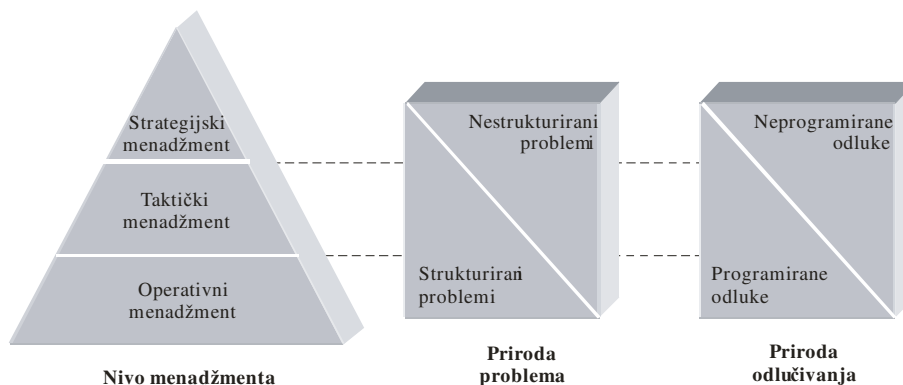 Strategijski
menadžment
Taktički
menadžment
Operativni
menadžment
Nivo menadžmenta
Nestrukturirani
problemi
Strukturirani
problemi
Priroda
problema
Neprogramirane
odluke
Programirane
odluke
Priroda
odlučivanja